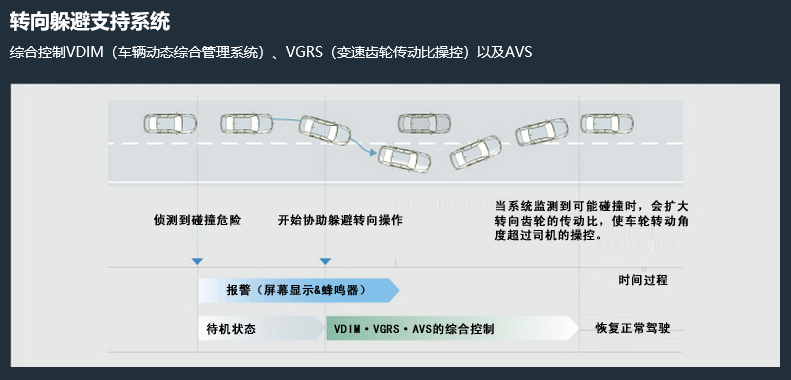 转向躲避支持系统
综合控制VDIM（车辆动态综合管理系统）、VGRS（变速齿轮传动比操控）以及AVS
侦测到碰撞危险
开始协助躲避转向操作
当系统监测到可能碰撞时，会扩大
转向齿轮的传动比，使车轮转动角
度超过司机的操控。
时间过程
报警（屏幕显示&蜂鸣器）
待机状态
VDIM·VGRS·AVS的综合控制
恢复正常驾驶